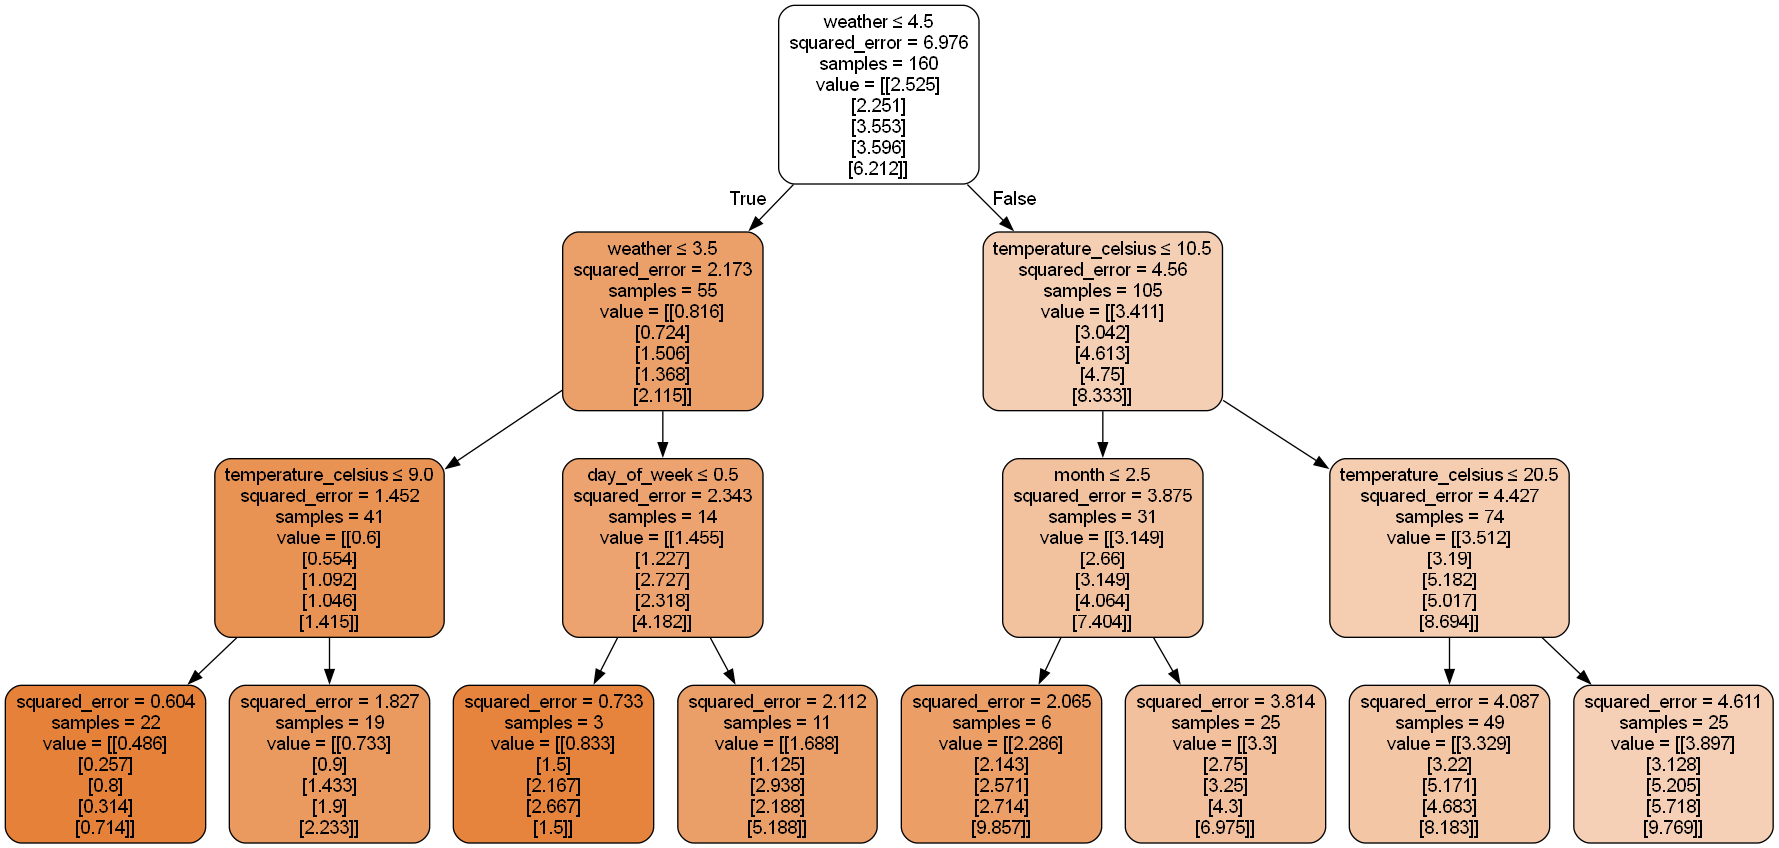 weather ≤ 4.5
squared_error = 6.976
samples = 160
value = [[2.525]
[2.251]
[3.553]
[3.596]
[6.212]]
True
False
weather ≤ 3.5
squared_error = 2.173
samples = 55
value = [[0.816]
[0.724]
[1.506]
[1.368]
[2.115]]
temperature_celsius ≤ 10.5
squared_error = 4.56
samples = 105
value = [[3.411]
[3.042]
[4.613]
[4.75]
[8.333]]
temperature_celsius ≤ 9.0
squared_error = 1.452
samples = 41
value = [[0.6]
[0.554]
[1.092]
[1.046]
[1.415]]
day_of_week ≤ 0.5
squared_error = 2.343
samples = 14
value = [[1.455]
[1.227]
[2.727]
[2.318]
[4.182]]
month ≤ 2.5
squared_error = 3.875
samples = 31
value = [[3.149]
[2.66]
[3.149]
[4.064]
[7.404]]
temperature_celsius ≤ 20.5
squared_error = 4.427
samples = 74
value = [[3.512]
[3.19]
[5.182]
[5.017]
[8.694]]
squared_error = 0.604
samples = 22
value = [[0.486]
[0.257]
[0.8]
[0.314]
[0.714]]
squared_error = 1.827
samples = 19
value = [[0.733]
[0.9]
[1.433]
[1.9]
[2.233]]
squared_error = 0.733
samples = 3
value = [[0.833]
[1.5]
[2.167]
[2.667]
[1.5]]
squared_error = 2.112
samples = 11
value = [[1.688]
[1.125]
[2.938]
[2.188]
[5.188]]
squared_error = 2.065
samples = 6
value = [[2.286]
[2.143]
[2.571]
[2.714]
[9.857]]
squared_error = 3.814
samples = 25
value = [[3.3]
[2.75]
[3.25]
[4.3]
[6.975]]
squared_error = 4.087
samples = 49
value = [[3.329]
[3.22]
[5.171]
[4.683]
[8.183]]
squared_error = 4.611
samples = 25
value = [[3.897]
[3.128]
[5.205]
[5.718]
[9.769]]